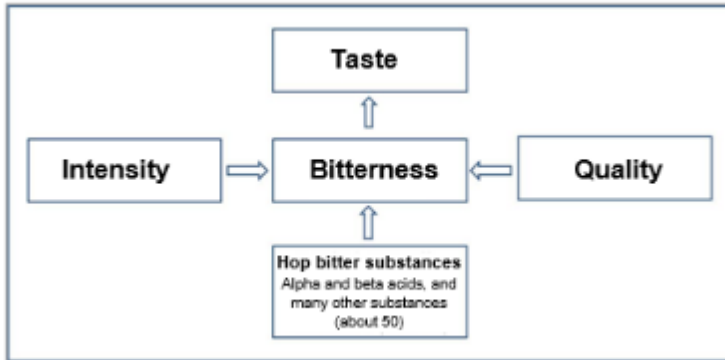 Taste
Intensity
Bitterness
Quality
Hop bitter substances
Alpha and beta acids, and
many other substances
(about 50)